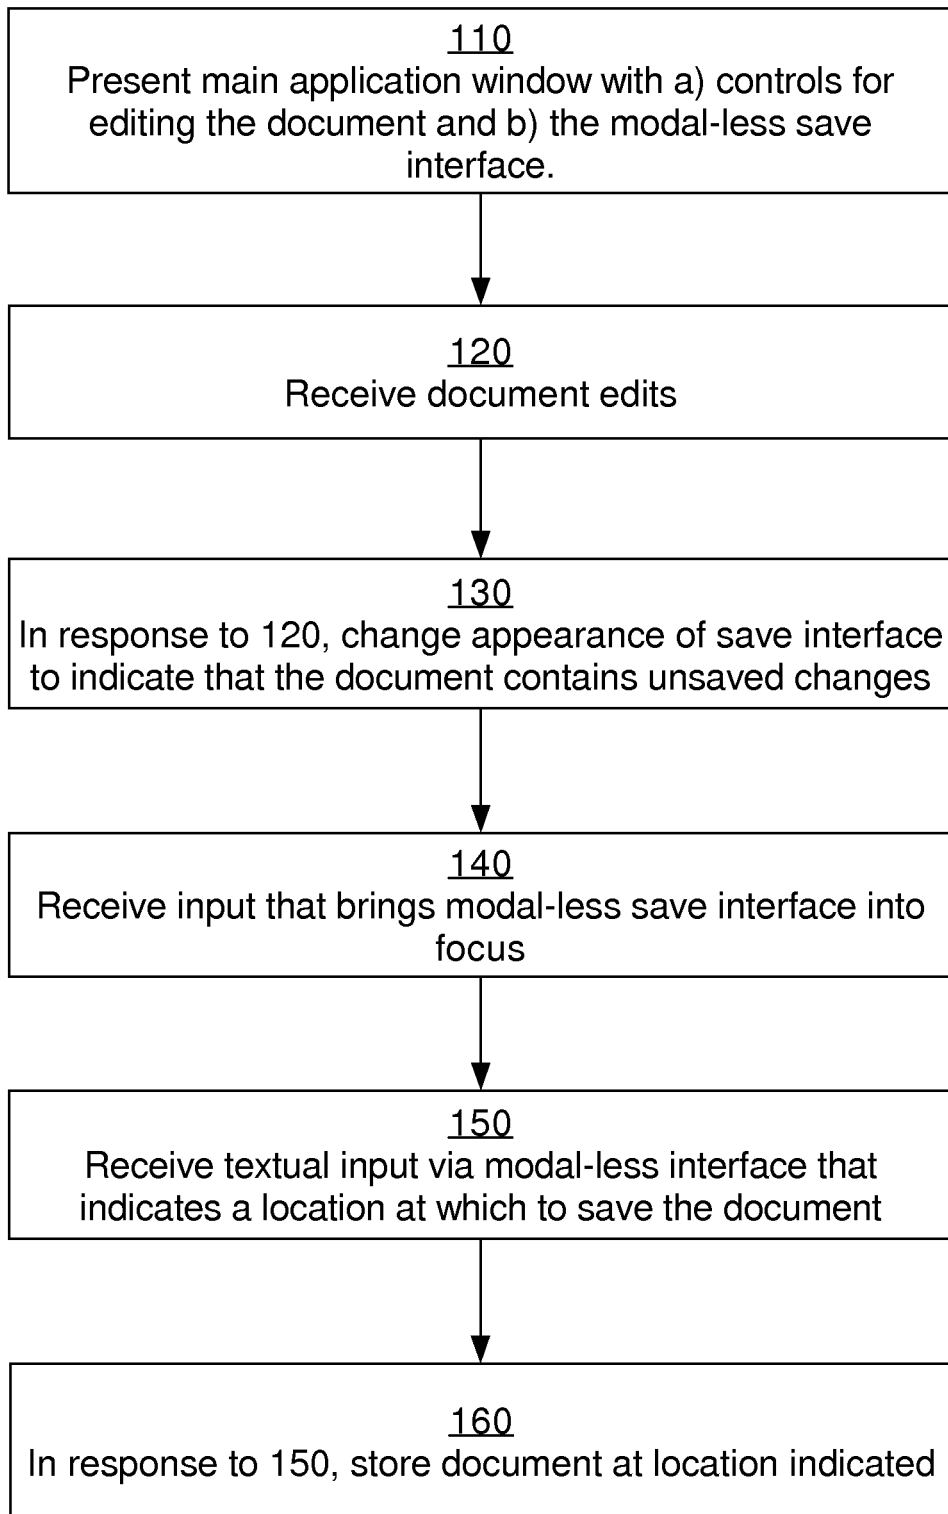 110
Present main application window with a) controls for
editing the document and b) the modal-less save
interface.
120
Receive document edits
130
In response to 120, change appearance of save interface
to indicate that the document contains unsaved changes
140
Receive input that brings modal-less save interface into
focus
150
Receive textual input via modal-less interface that
indicates a location at which to save the document
160
In response to 150, store document at location indicated